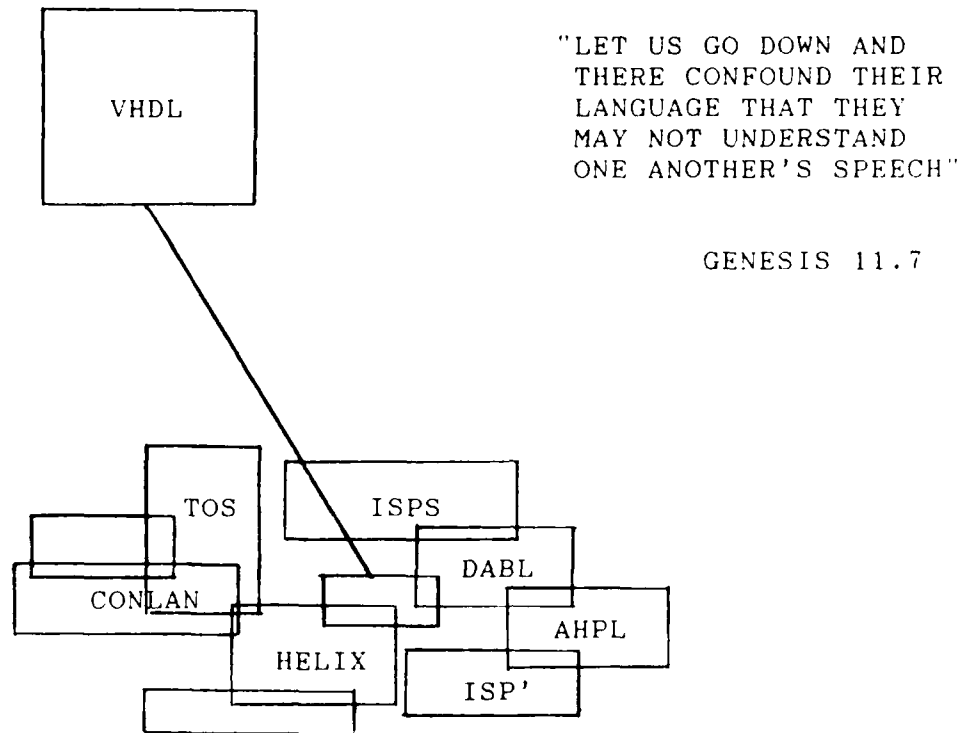 "LET US GO DOWN AND
THERE CONFOUND THEIR
LANGUAGE THAT THEY
MAY NOT UNDERSTAND
ONE ANOTHER'S SPEECH"
GENESIS 11.7
VHDL
TOS
ISPS
DABL
CONLAN
AHPL
HELIX
ISP'